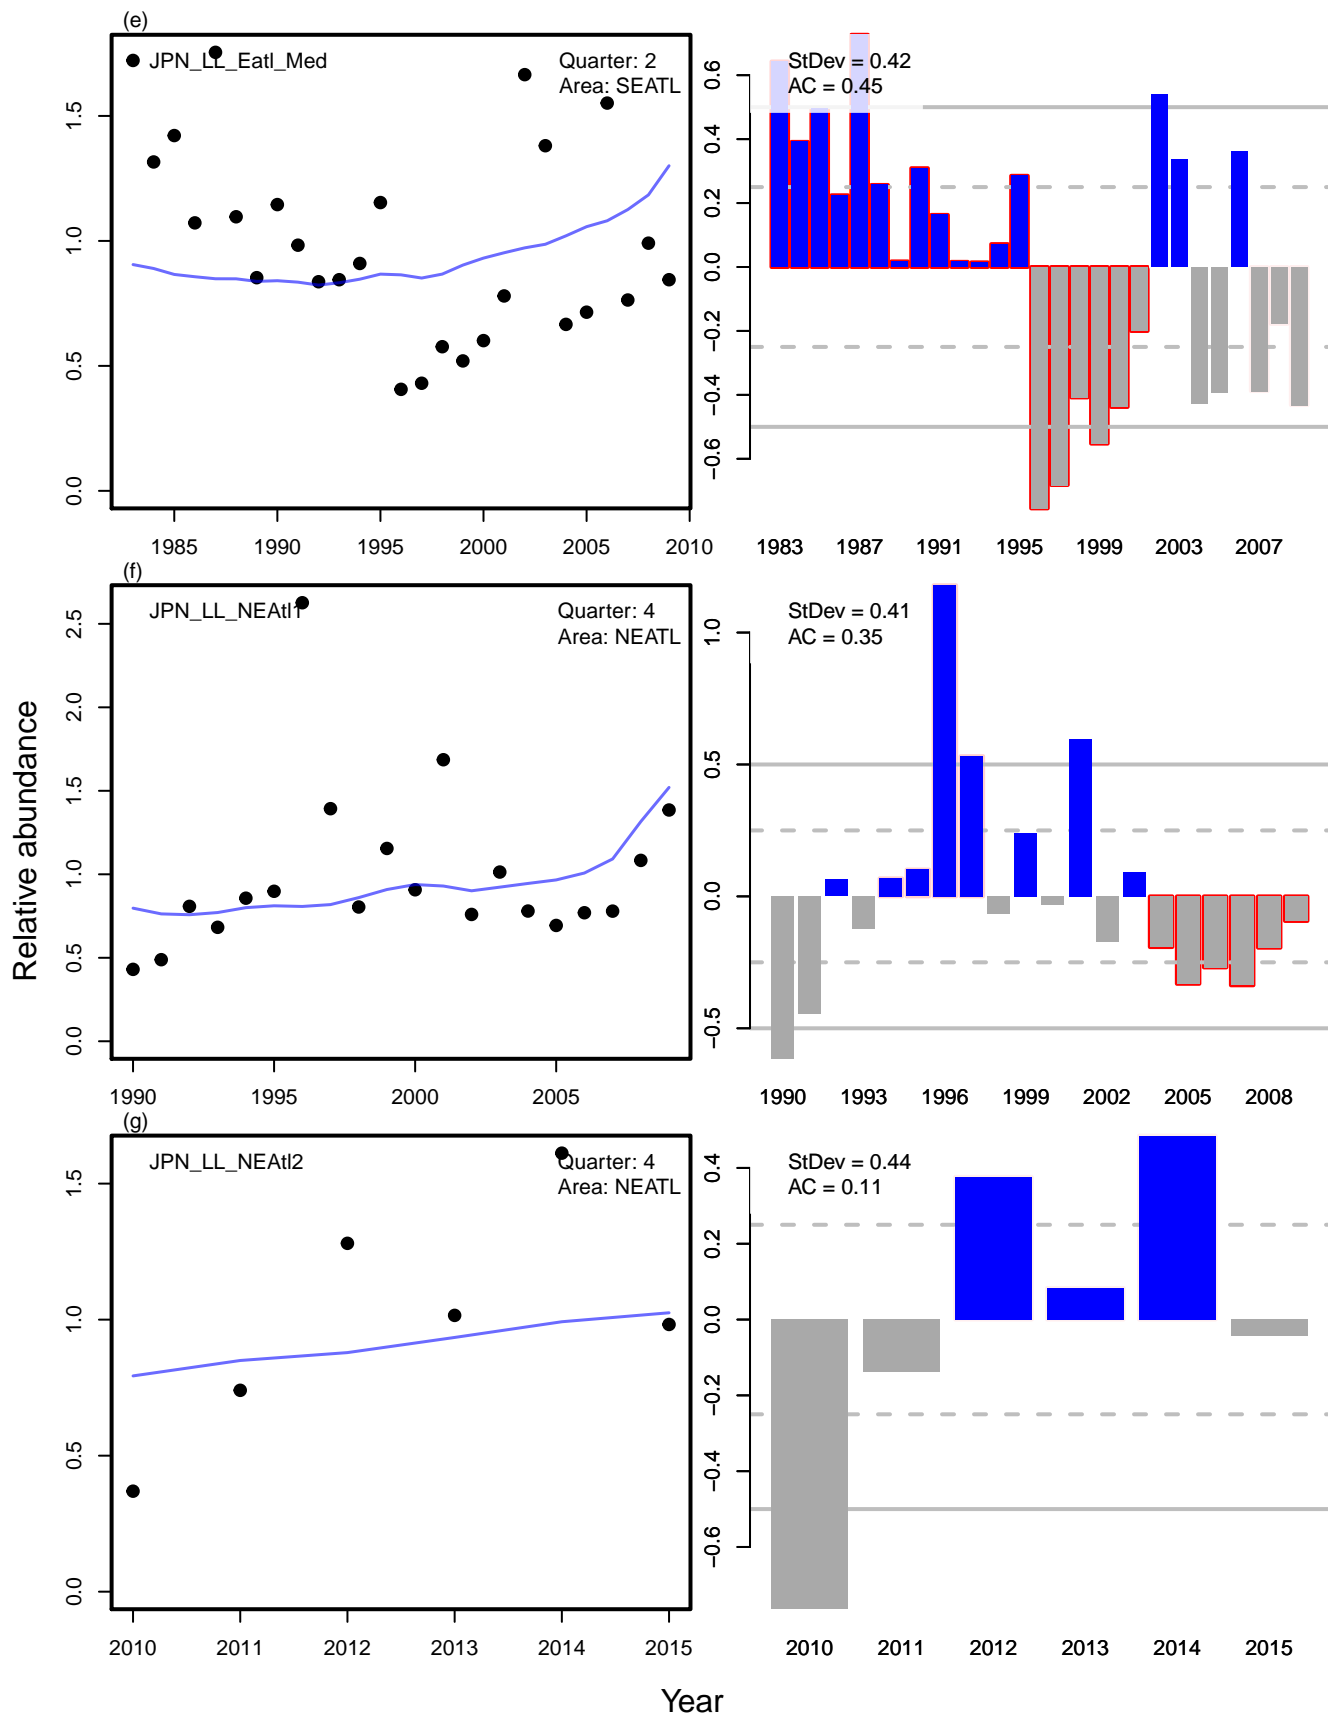 (e)
JPN_LL_Eatl_Med
Quarter: 2
Area: SEATL
0.0 0.5 1.0 1.5
1985 1990 1995 2000 2005 2010
StDev = 0.42
AC = 0.45
−0.6 −0.4 −0.2 0.0 0.2 0.4 0.6
1983 1987 1991 1995 1999 2003 2007
(f)
JPN_LL_NEAtl1
Quarter: 4
Area: NEATL
0.0 0.5 1.0 1.5 2.0 2.5
1990 1995 2000 2005
StDev = 0.41
AC = 0.35
−0.5 0.0 0.5 1.0
1990 1993 1996 1999 2002 2005 2008
Relative abundance
(g)
JPN_LL_NEAtl2
Quarter: 4
Area: NEATL
0.0 0.5 1.0 1.5
2010 2011 2012 2013 2014 2015
StDev = 0.44
AC = 0.11
−0.6 −0.4 −0.2 0.0 0.2 0.4
2010 2011 2012 2013 2014 2015
Year